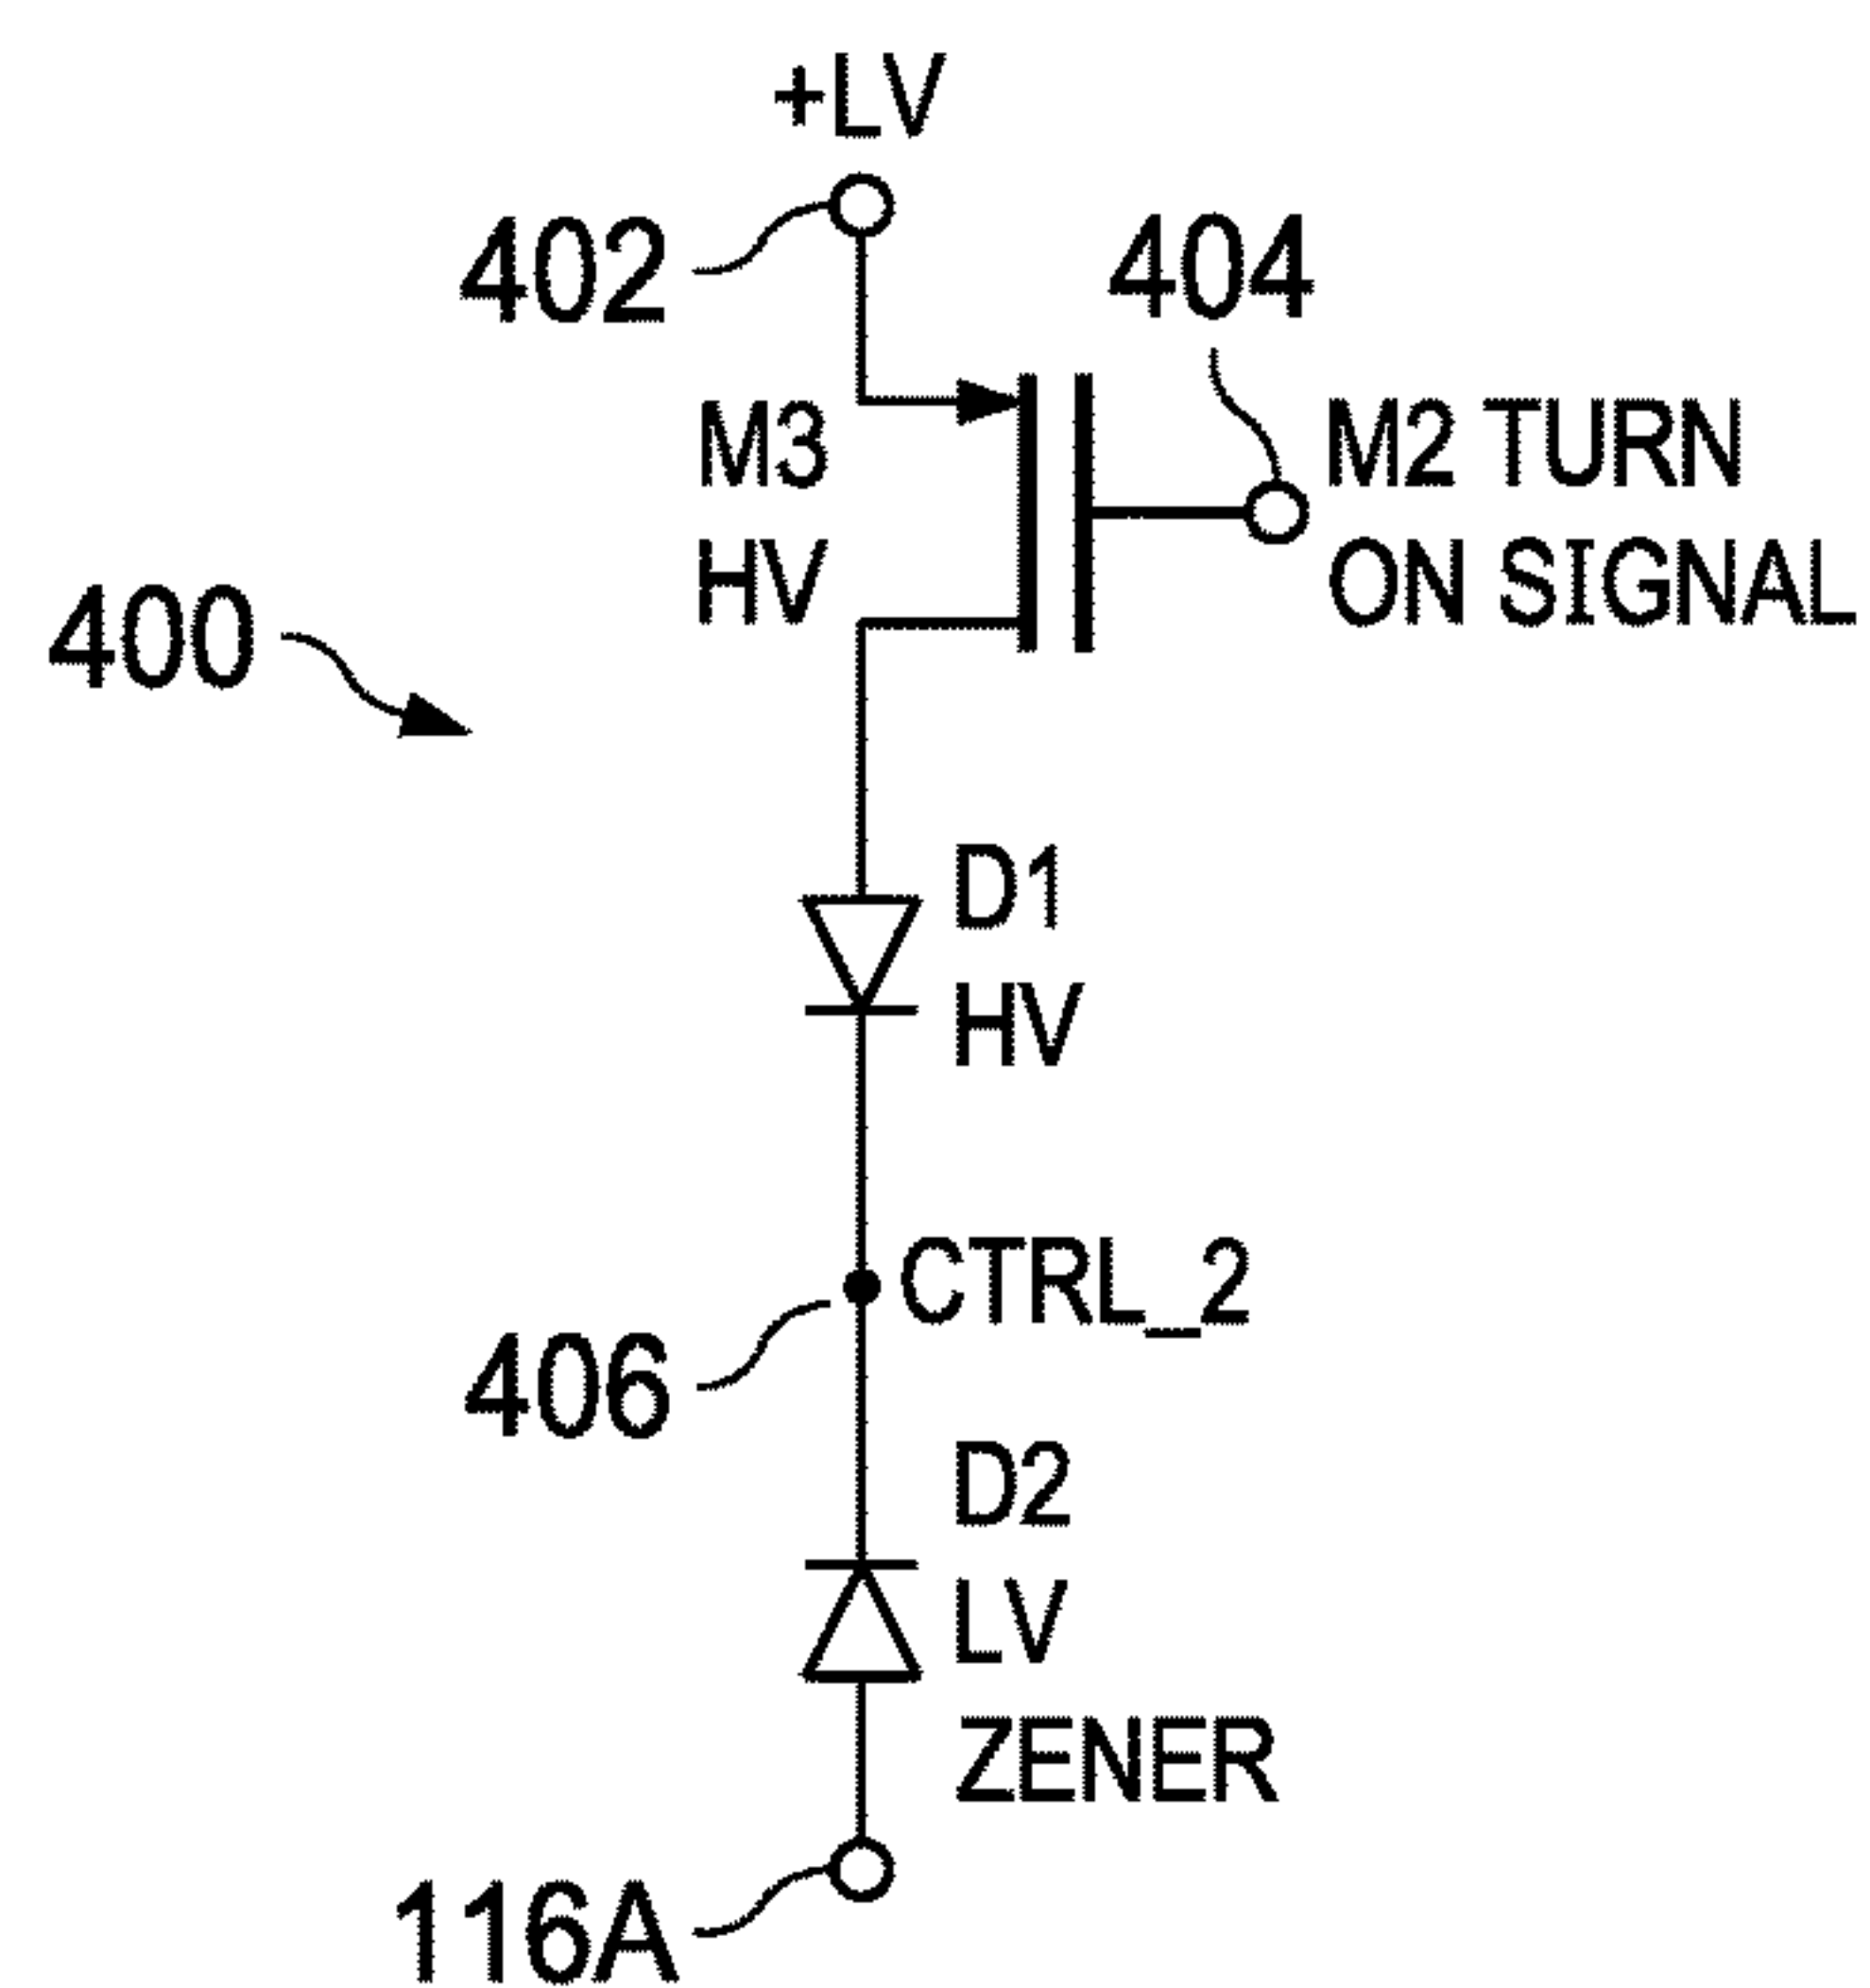 +LV
402
404
M3
HV
M2 TURN
ON SIGNAL
400
D1
HV
CTRL_2
406
D2
LV
ZENER
116A